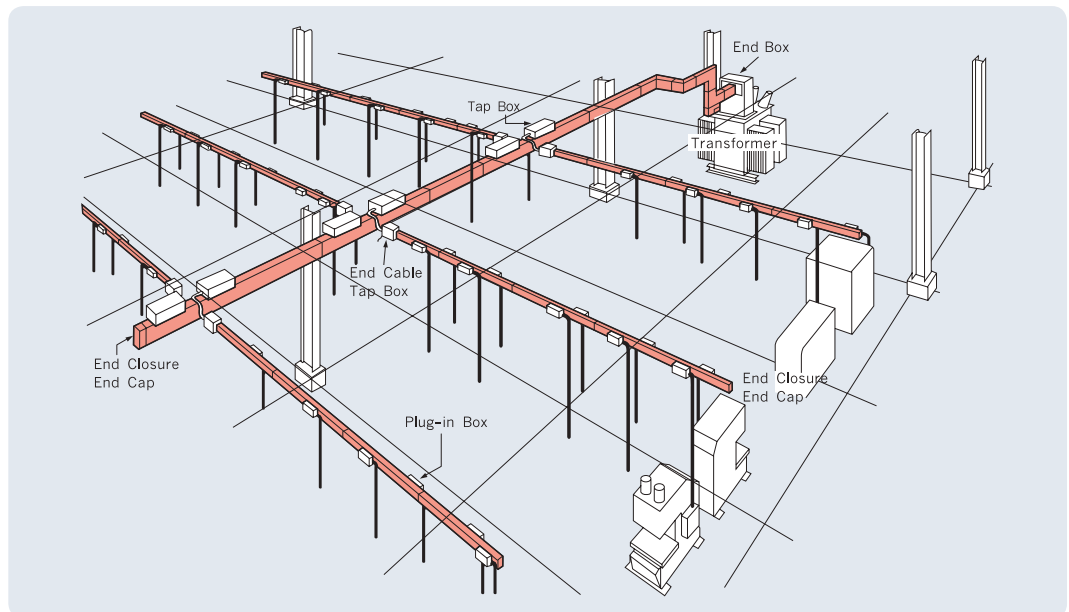 End Box
Tap Box
Transformer
End Cable
Tap Box
End Closure
End Cap
End Closure
End Cap
Plug-in Box